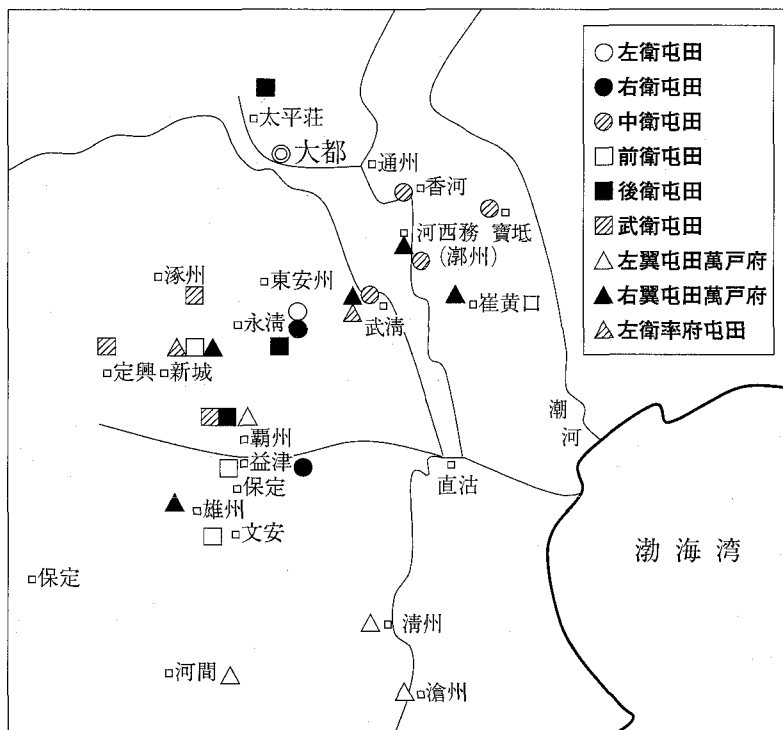 左衛屯田
右衛屯田
中衛屯田
前衛屯田
後衛屯田
武衛屯田
左翼屯田萬戸府
右翼屯田萬戸府
左衛率府屯田
太平荘
大都
通州
香河
河西務
寶坻
(漷州)
涿州
東安州
崔黄口
永淸
武淸
定興
新城
潮河
覇州
益津
直沽
保定
雄州
文安
渤海湾
保定
淸州
河間
滄州